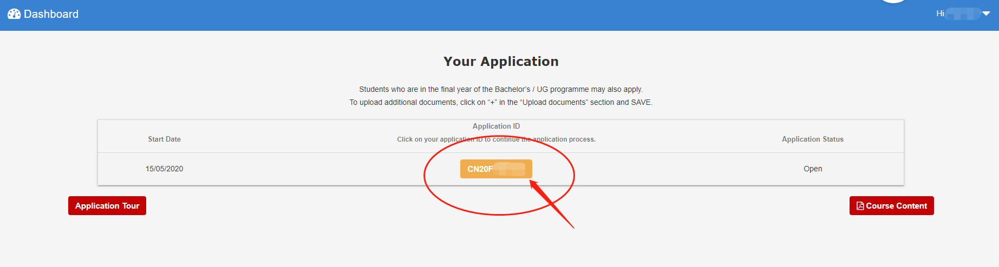 Dashboard
Hi
Your Application
Students who are in the final year of the Bachelor’s / UG programme may also apply.
To upload additional documents, click on “+” in the “Upload documents” section and SAVE.
Start Date
Application ID
Click on your application ID to continue the application process.
Application Status
15/05/2020
CN20F
Open
Application Tour
Course Content